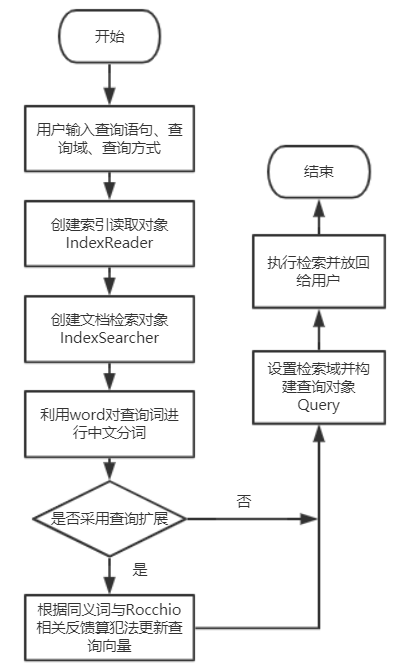 开始
用户输入查询语句、查
询域、查询方式
创建索引读取对象
IndexReader
创建文档检索对象
IndexSearcher
利用word对查询词进
行中文分词
是否采用查询扩展
否
是
根据同义词与Rocchio
相关反馈算犯法更新查
询向量
设置检索域并构
建查询对象
Query
执行检索并放回
给用户
结束